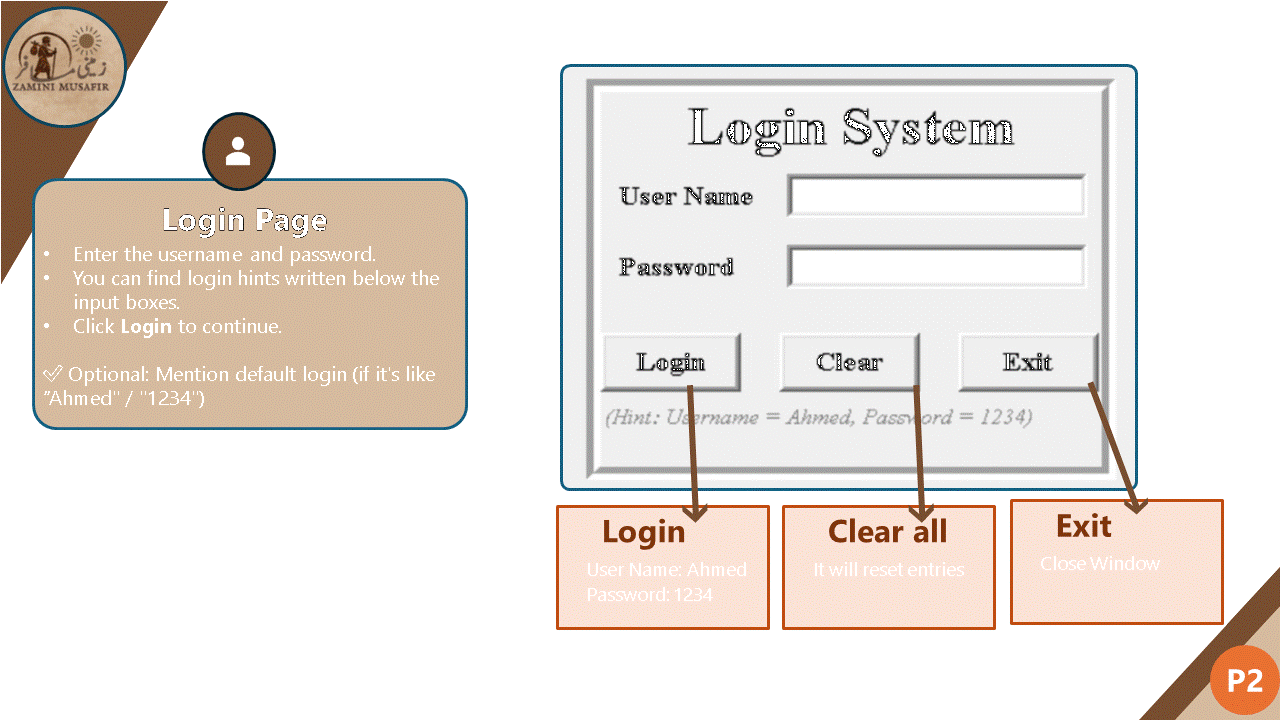 زمینی مسافر
ZAMINI MUSAFIR
Login Page
• Enter the username and password.
• You can find login hints written below the
input boxes.
• Click Login to continue.
✅ Optional: Mention default login (if it's like
"Ahmed" / "1234")
Login System
User Name
Password
Login
Clear
Exit
(Hint: Username = Ahmed, Password = 1234)
Login
User Name: Ahmed
Password: 1234
Clear all
It will reset entries
Exit
Close Window
P2